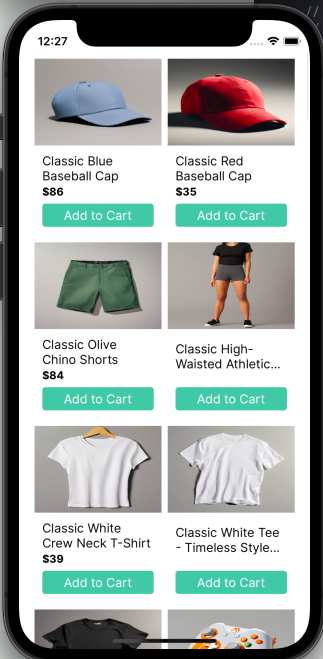 12:27
Classic Blue
Baseball Cap
$86
Add to Cart
Classic Red
Baseball Cap
$35
Add to Cart
Classic Olive
Chino Shorts
$84
Add to Cart
Classic High-
Waisted Athletic...
Add to Cart
Classic White
Crew Neck T-Shirt
$39
Add to Cart
Classic White Tee
- Timeless Style...
Add to Cart